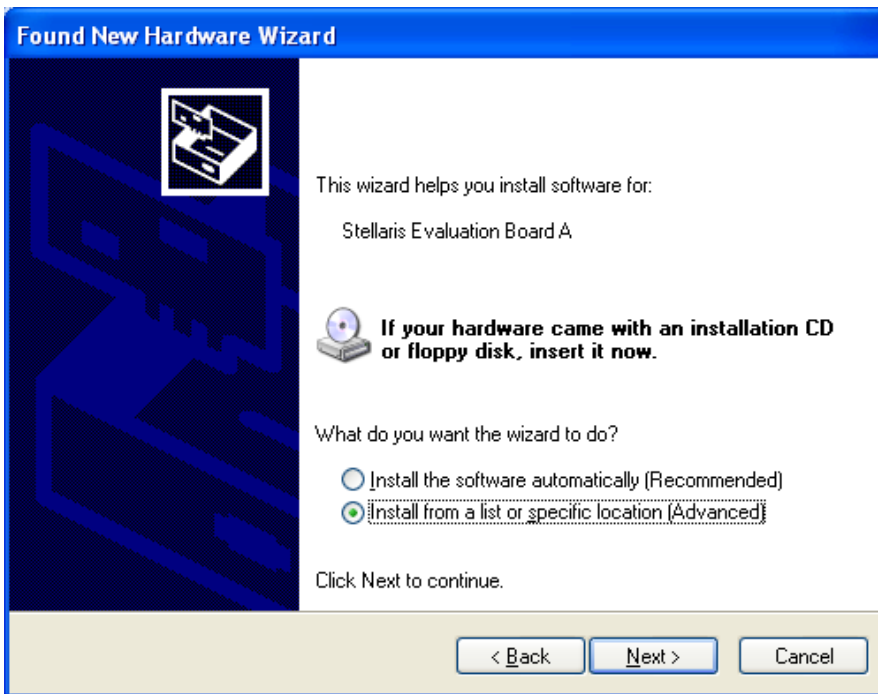 Found New Hardware Wizard
This wizard helps you install software for:
Stellaris Evaluation Board A
If your hardware came with an installation CD
or floppy disk, insert it now.
What do you want the wizard to do?
Install the software automatically (Recommended)
Install from a list or specific location (Advanced)
Click Next to continue.
< Back Next > Cancel